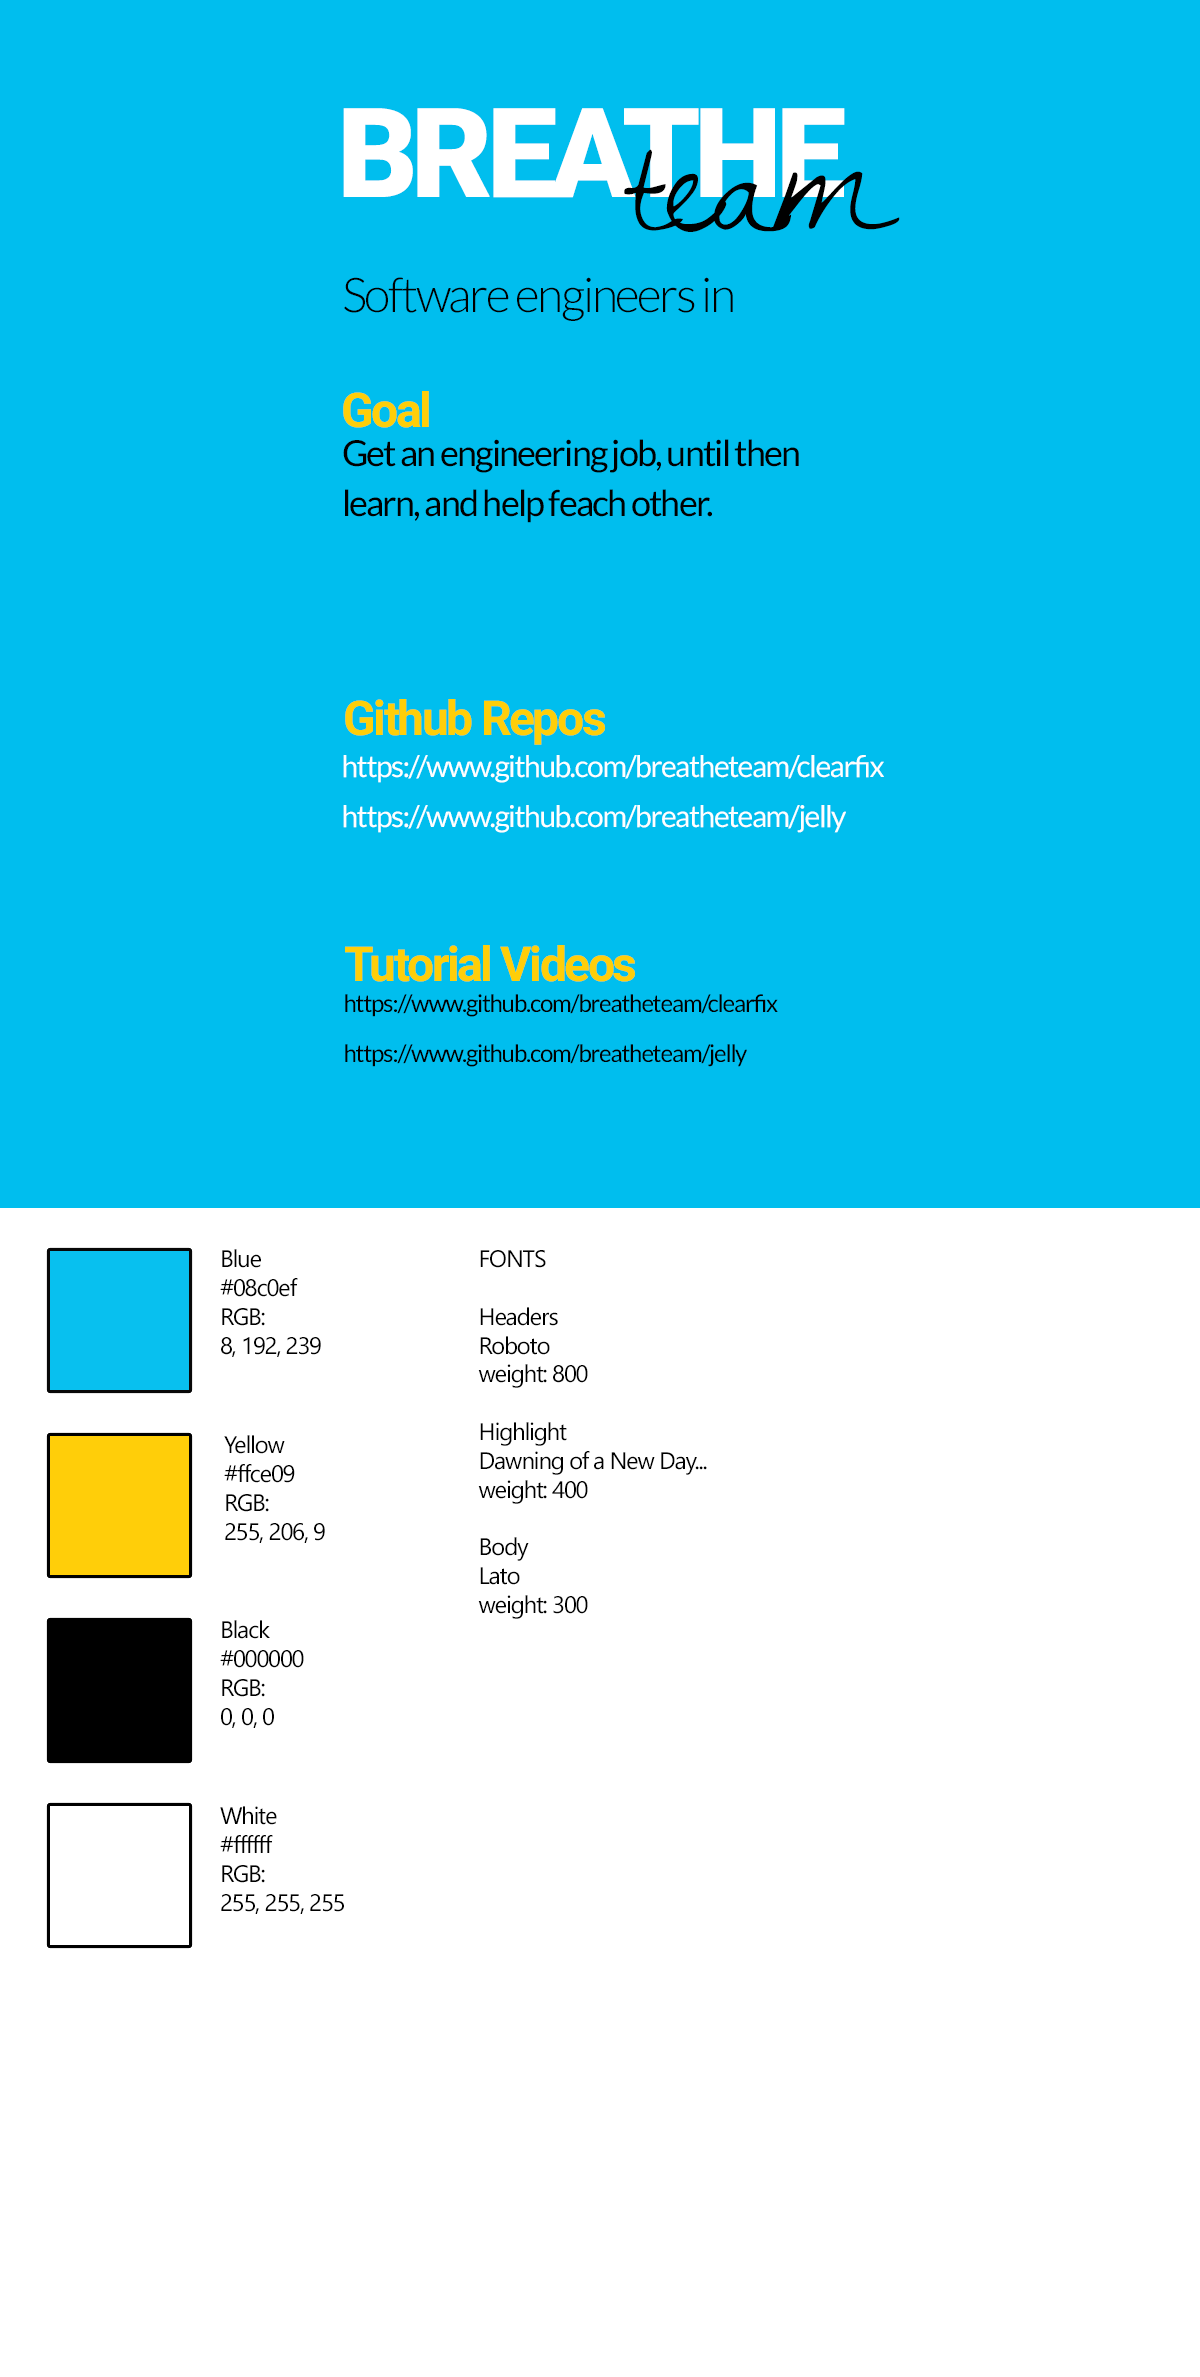 BREATHE
team
Software engineers in
Goal
Get an engineering job, until then
learn, and help feach other.
Github Repos
https://www.github.com/breatheteam/clearfix
https://www.github.com/breatheteam/jelly
Tutorial Videos
https://www.github.com/breatheteam/clearfix
https://www.github.com/breatheteam/jelly
Blue
#08c0ef
RGB:
8, 192, 239
Yellow
#ffce09
RGB:
255, 206, 9
Black
#000000
RGB:
0, 0, 0
White
#ffffff
RGB:
255, 255, 255
FONTS
Headers
Roboto
weight: 800
Highlight
Dawning of a New Day...
weight: 400
Body
Lato
weight: 300